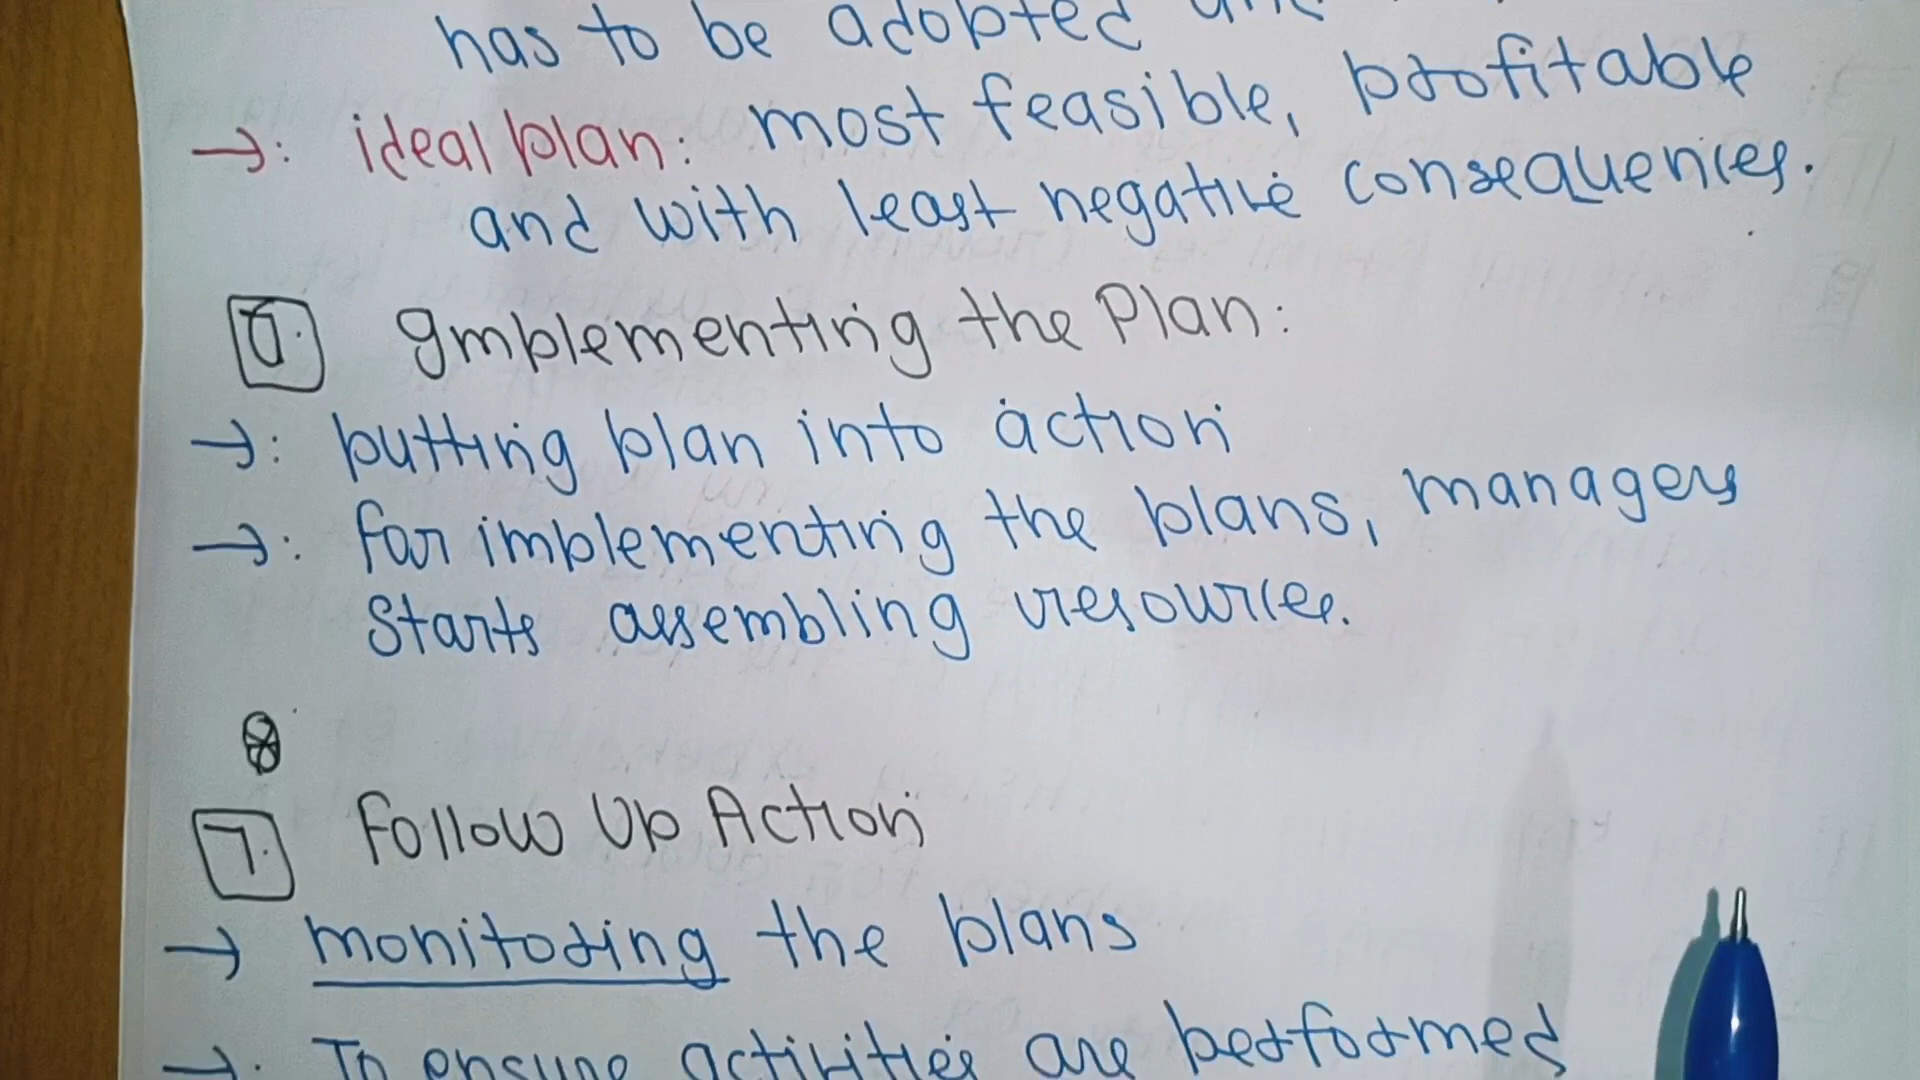 has to be adopted
→: ideal plan: most feasible, profitable
and with least negative consequences.
6. Implementing the Plan:
→: putting plan into action
→: for implementing the plans, managers
Starts assembling resources.
7. Follow Up Action
→ monitoring the plans
→. To ensure activities are performed